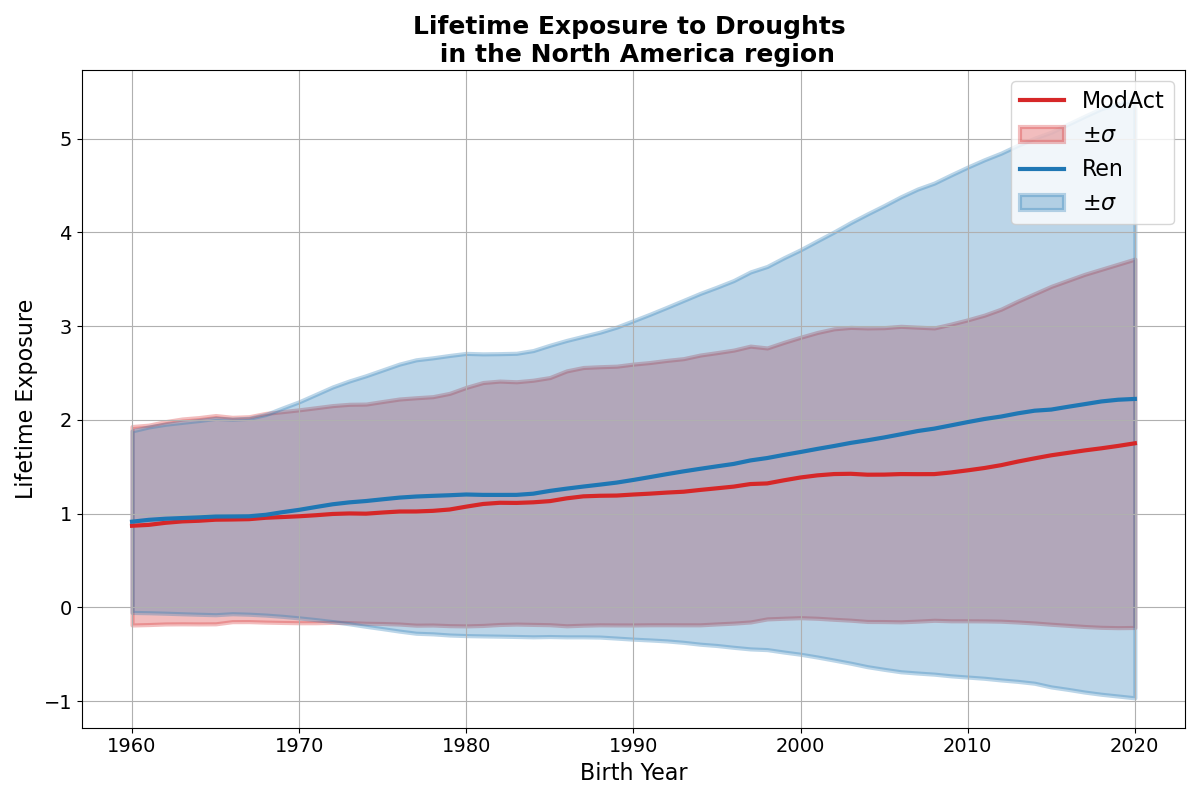 Lifetime Exposure to Droughts
in the North America region
ModAct
±σ
Ren
±σ
Lifetime Exposure
5
4
3
2
1
0
−1
1960 1970 1980 1990 2000 2010 2020
Birth Year